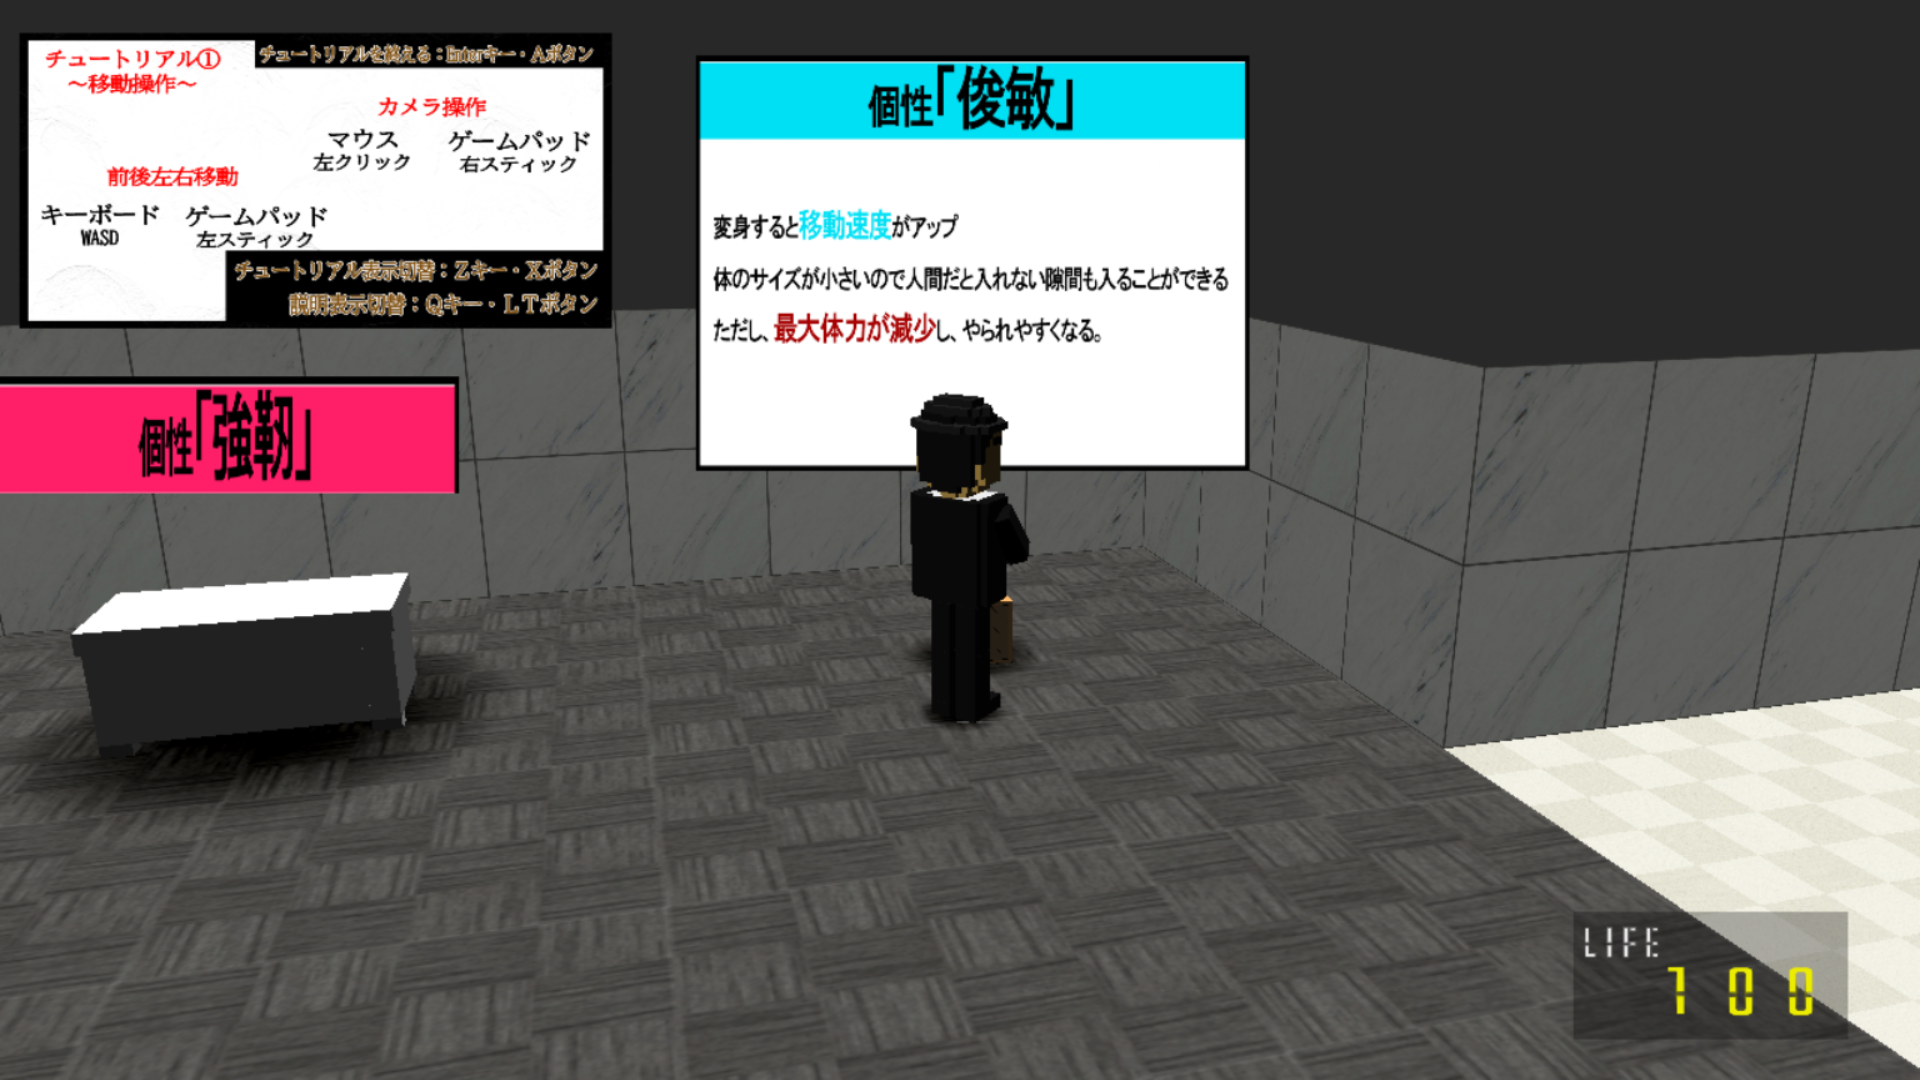 チュートリアル①
～移動操作～
チュートリアルを終える：Enterキー・Aボタン
カメラ操作
マウス
左クリック
ゲームパッド
右スティック
前後左右移動
キーボード
WASD
ゲームパッド
左スティック
チュートリアル表示切替：Zキー・Xボタン
説明表示切替：Qキー・LTボタン
個性「俊敏」
変身すると移動速度がアップ
体のサイズが小さいので人間だと入れない隙間も入ることができる
ただし、最大体力が減少し、やられやすくなる。
個性「強靭」
LIFE
100